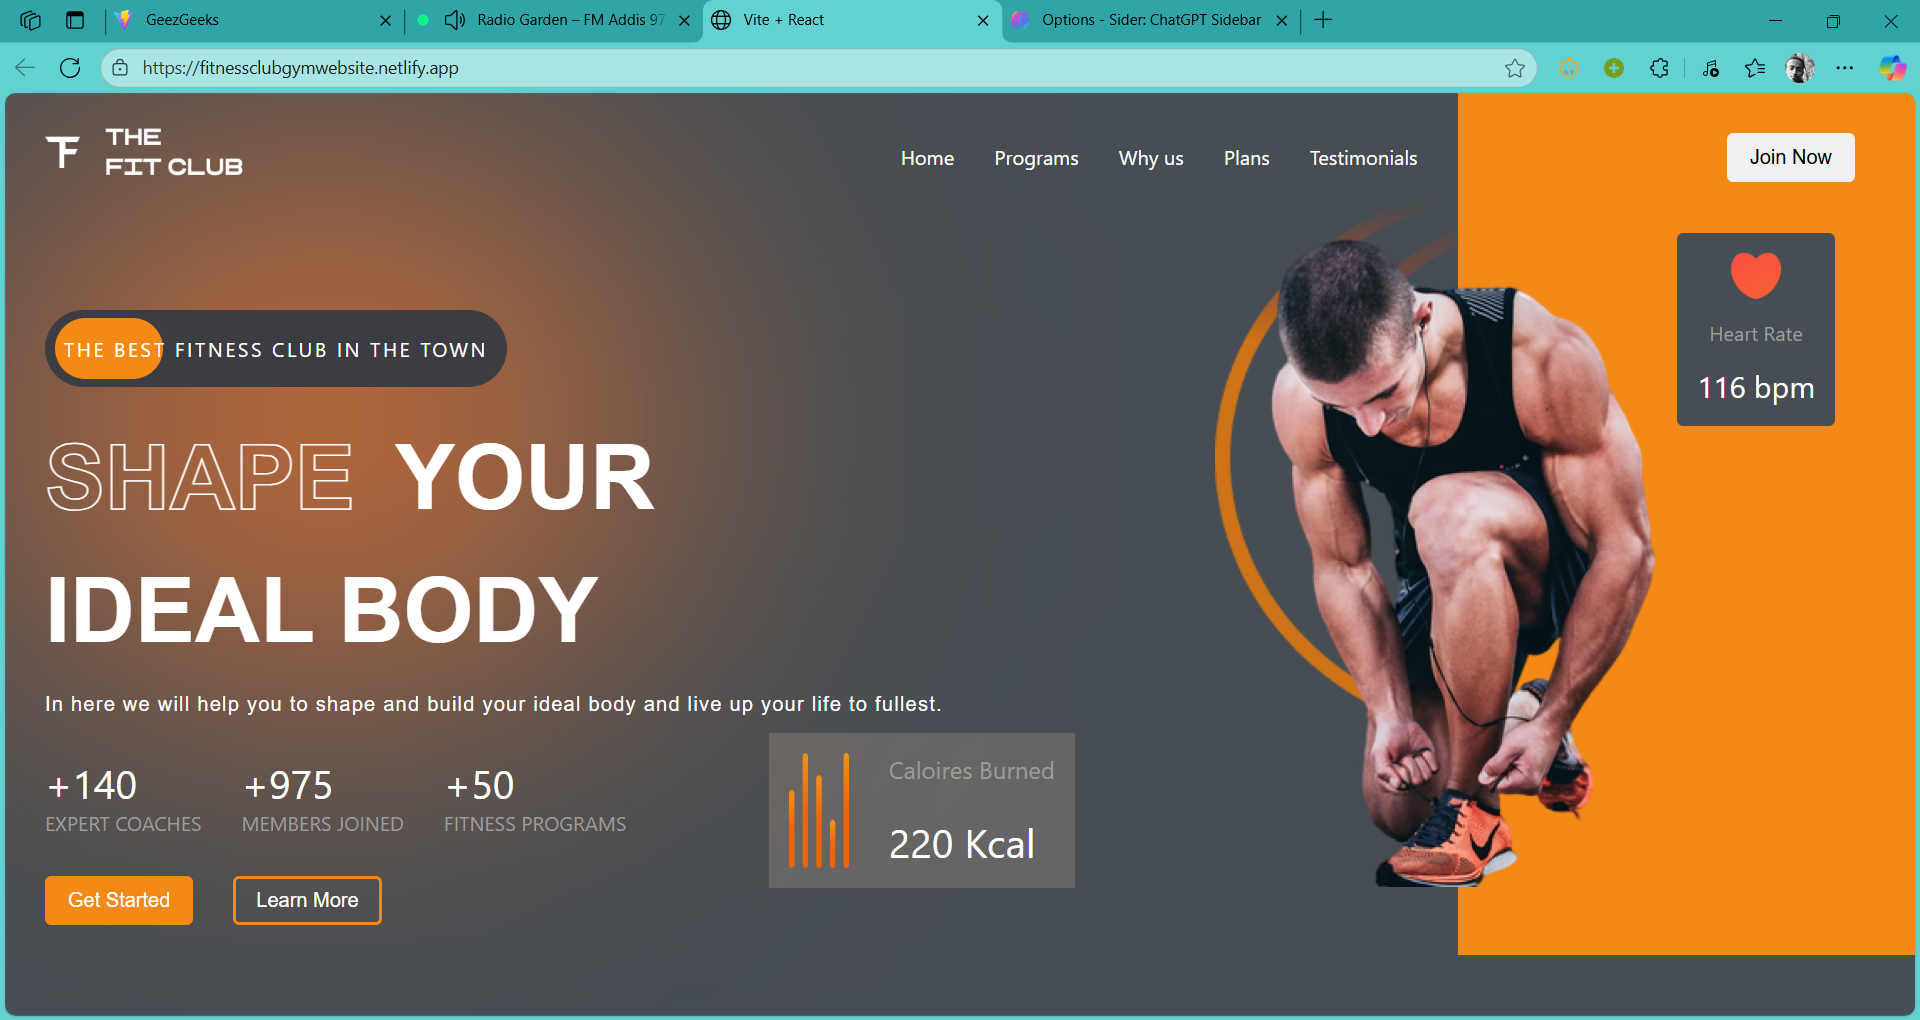 GeezGeeks
Radio Garden – FM Addis 97
Vite + React
Options - Sider: ChatGPT Sidebar
https://fitnessclubgymwebsite.netlify.app
THE
FIT CLUB
Home
Programs
Why us
Plans
Testimonials
Join Now
Heart Rate
116 bpm
THE BEST FITNESS CLUB IN THE TOWN
SHAPE YOUR
IDEAL BODY
In here we will help you to shape and build your ideal body and live up your life to fullest.
+140
EXPERT COACHES
+975
MEMBERS JOINED
+50
FITNESS PROGRAMS
Caloires Burned
220 Kcal
Get Started
Learn More